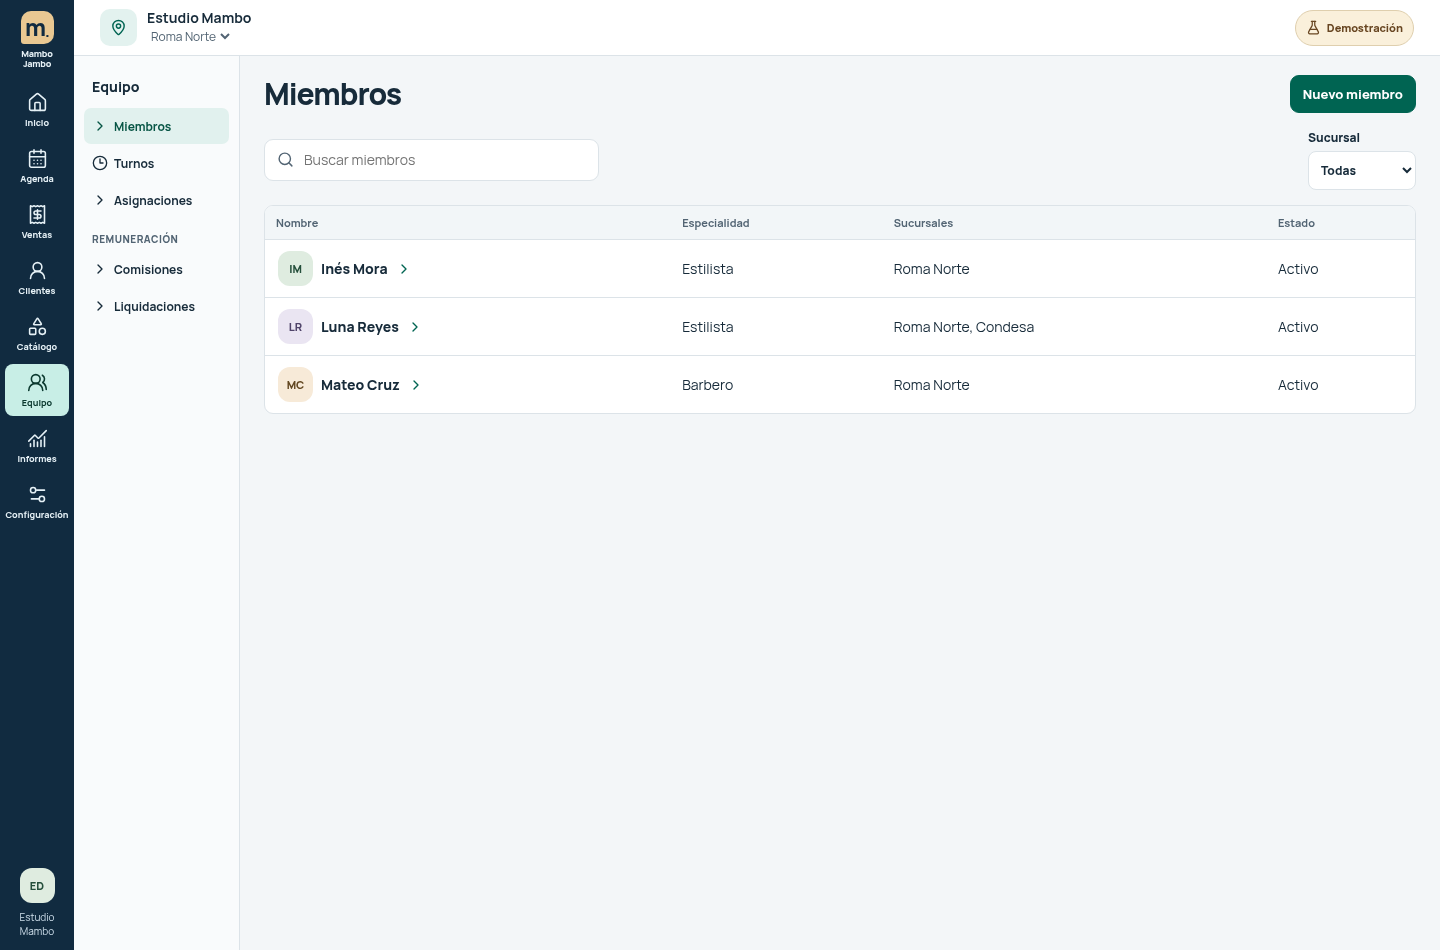 m.
Mambo
Jambo
Inicio
Agenda
Ventas
Clientes
Catálogo
Equipo
Informes
Configuración
ED
Estudio
Mambo
Estudio Mambo
Roma Norte
Demostración
Equipo
Miembros
Turnos
Asignaciones
REMUNERACIÓN
Comisiones
Liquidaciones
Miembros
Nuevo miembro
Buscar miembros
Sucursal
Todas
Nombre Especialidad Sucursales Estado
IM Inés Mora Estilista Roma Norte Activo
LR Luna Reyes Estilista Roma Norte, Condesa Activo
MC Mateo Cruz Barbero Roma Norte Activo